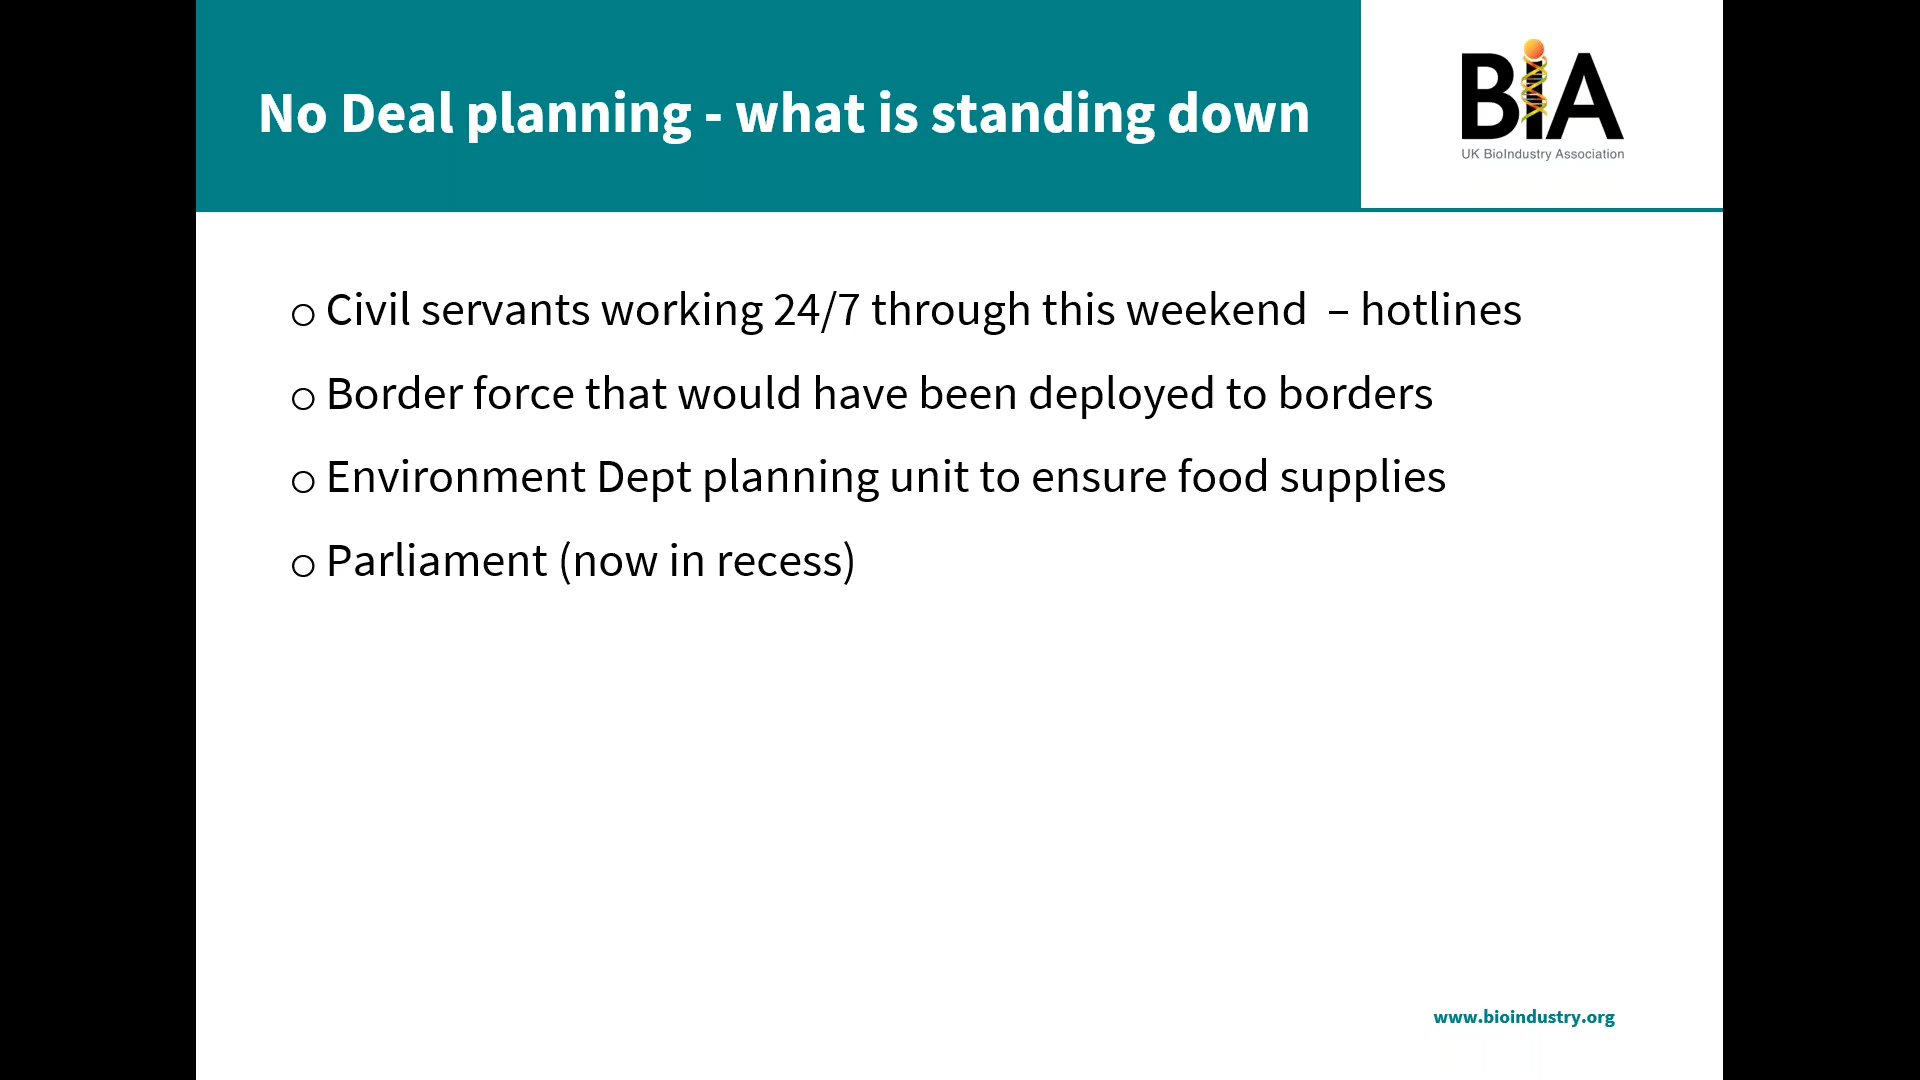 No Deal planning - what is standing down
BiA
UK BioIndustry Association
o Civil servants working 24/7 through this weekend – hotlines
o Border force that would have been deployed to borders
o Environment Dept planning unit to ensure food supplies
o Parliament (now in recess)
www.bioindustry.org